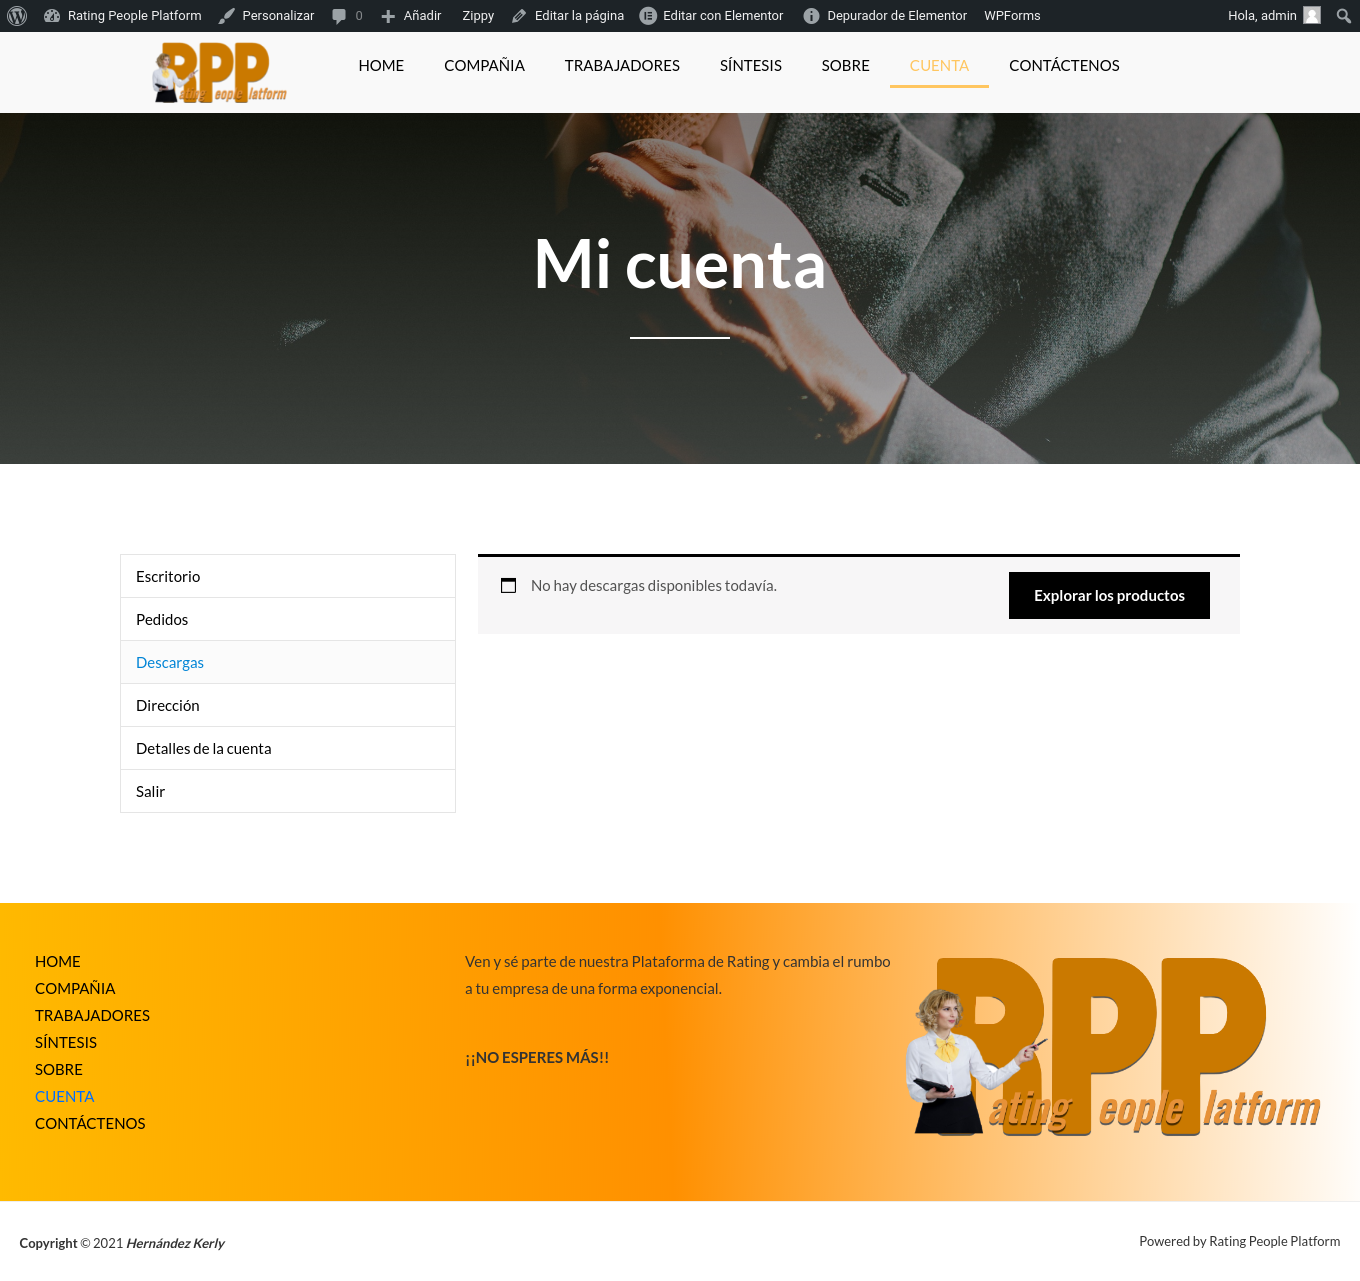 Rating People Platform Personalizar 0 Añadir Zippy Editar la página Editar con Elementor Depurador de Elementor WPForms Hola, admin
RPP
ating eople latform
HOME COMPAÑIA TRABAJADORES SÍNTESIS SOBRE CUENTA CONTÁCTENOS
Mi cuenta
Escritorio
Pedidos
Descargas
Dirección
Detalles de la cuenta
Salir
No hay descargas disponibles todavía.
Explorar los productos
HOME
COMPAÑIA
TRABAJADORES
SÍNTESIS
SOBRE
CUENTA
CONTÁCTENOS
Ven y sé parte de nuestra Plataforma de Rating y cambia el rumbo
a tu empresa de una forma exponencial.
¡¡NO ESPERES MÁS!!
RPP
ating eople latform
Copyright © 2021 Hernández Kerly
Powered by Rating People Platform